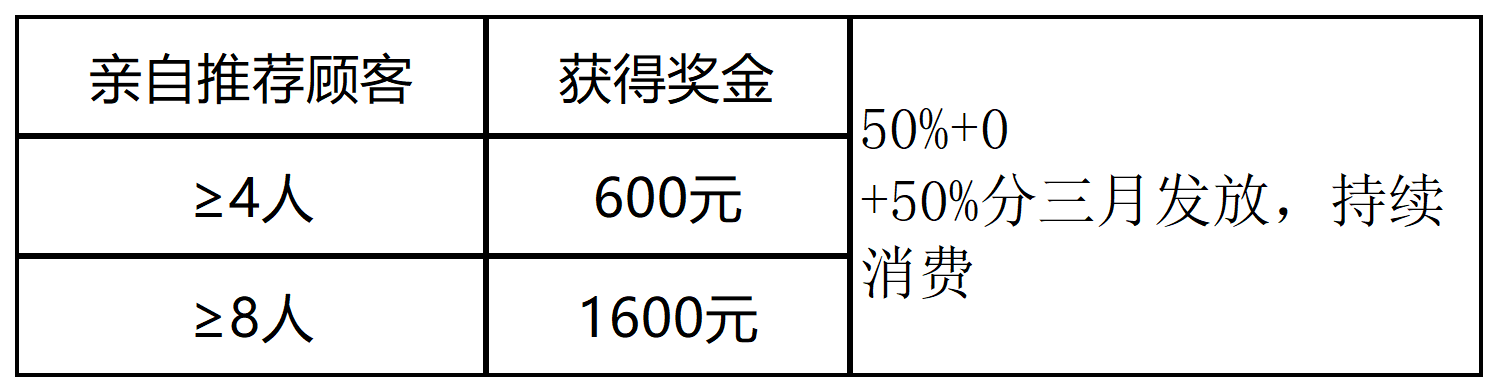 亲自推荐顾客 获得奖金
≥4人 600元
≥8人 1600元
50%+0
+50%分三月发放，持续
消费